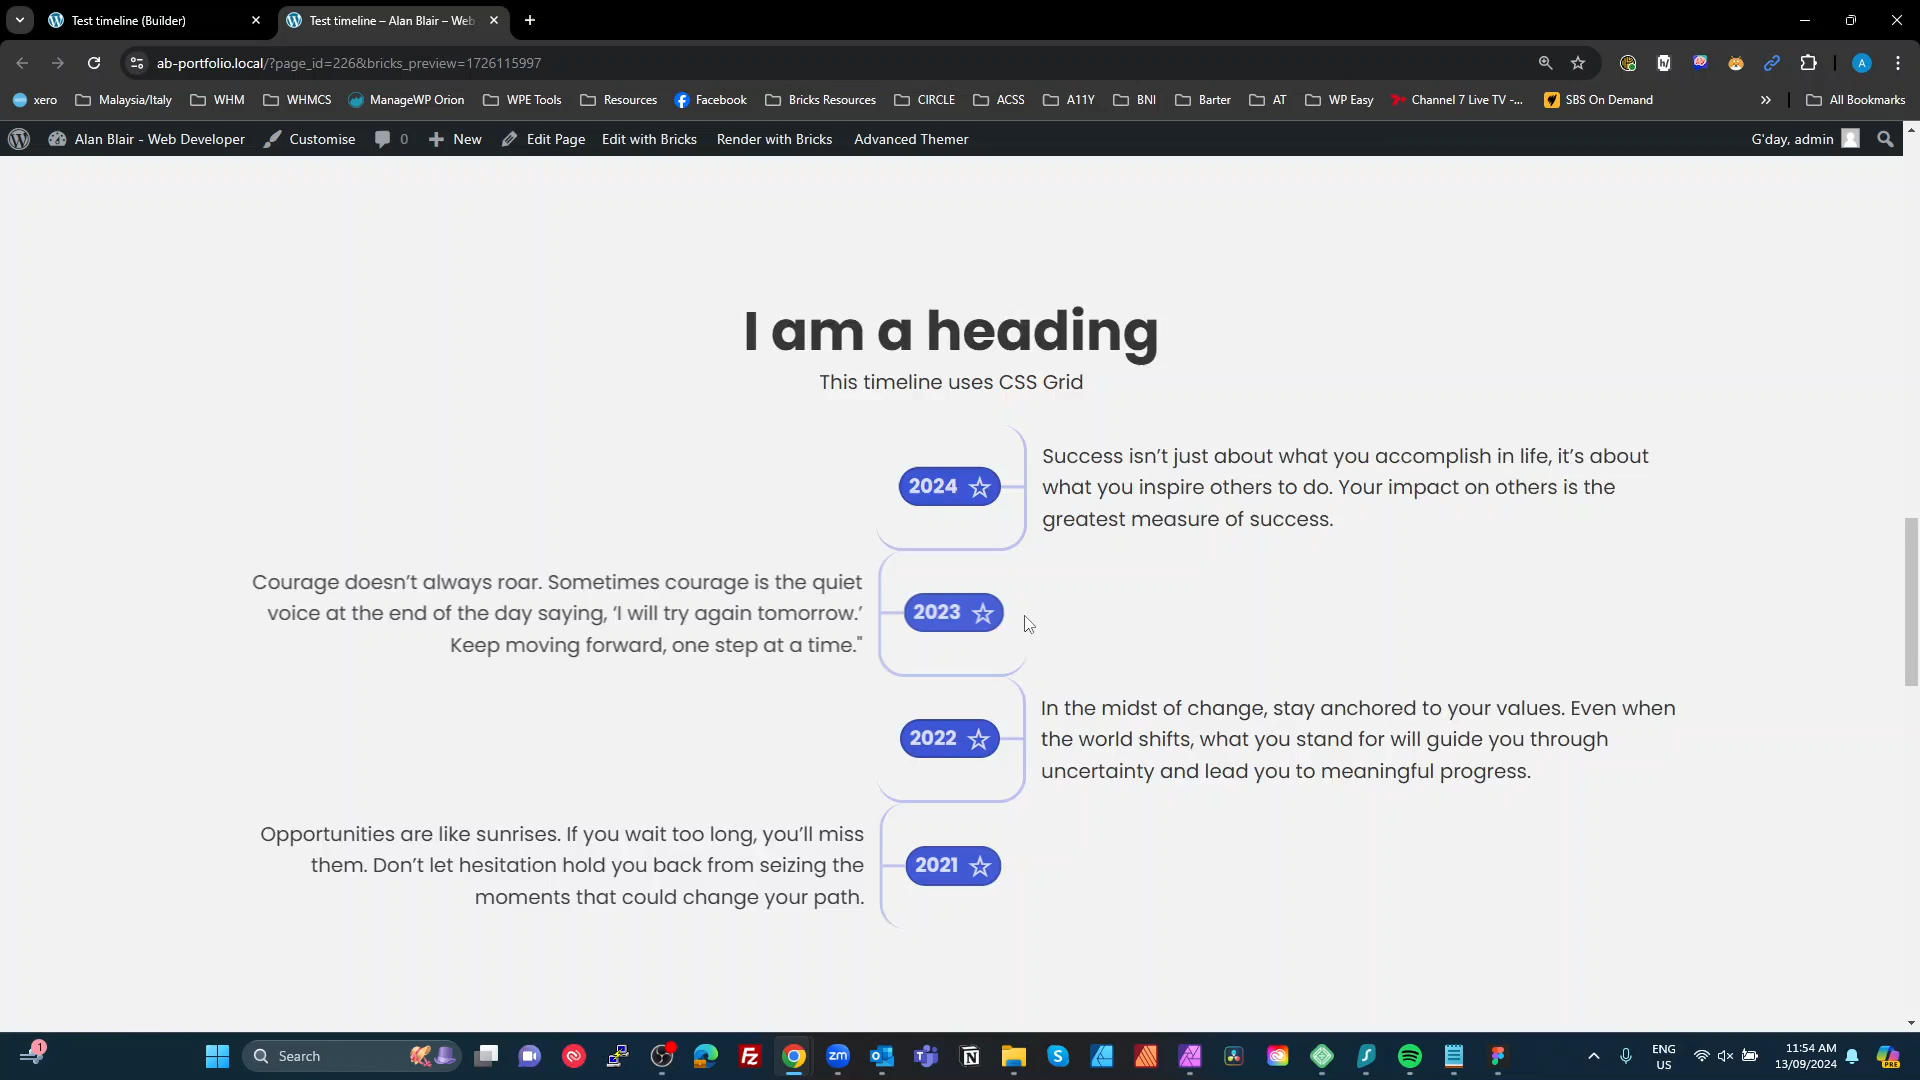 Test timeline (Builder)
Test timeline – Alan Blair – Web
ab-portfolio.local/?page_id=226&bricks_preview=1726115997
A
xero
Malaysia/Italy
WHM
WHMCS
ManageWP Orion
WPE Tools
Resources
Facebook
Bricks Resources
CIRCLE
ACSS
A11Y
BNI
Barter
AT
WP Easy
Channel 7 Live TV -...
SBS On Demand
All Bookmarks
Alan Blair - Web Developer
Customise
0
New
Edit Page
Edit with Bricks
Render with Bricks
Advanced Themer
G'day, admin
I am a heading
This timeline uses CSS Grid
2024
Success isn’t just about what you accomplish in life, it’s about
what you inspire others to do. Your impact on others is the
greatest measure of success.
Courage doesn’t always roar. Sometimes courage is the quiet
voice at the end of the day saying, ‘I will try again tomorrow.’
Keep moving forward, one step at a time."
2023
2022
In the midst of change, stay anchored to your values. Even when
the world shifts, what you stand for will guide you through
uncertainty and lead you to meaningful progress.
Opportunities are like sunrises. If you wait too long, you’ll miss
them. Don’t let hesitation hold you back from seizing the
moments that could change your path.
2021
1
Search
zm
ENG
US
11:54 AM
13/09/2024